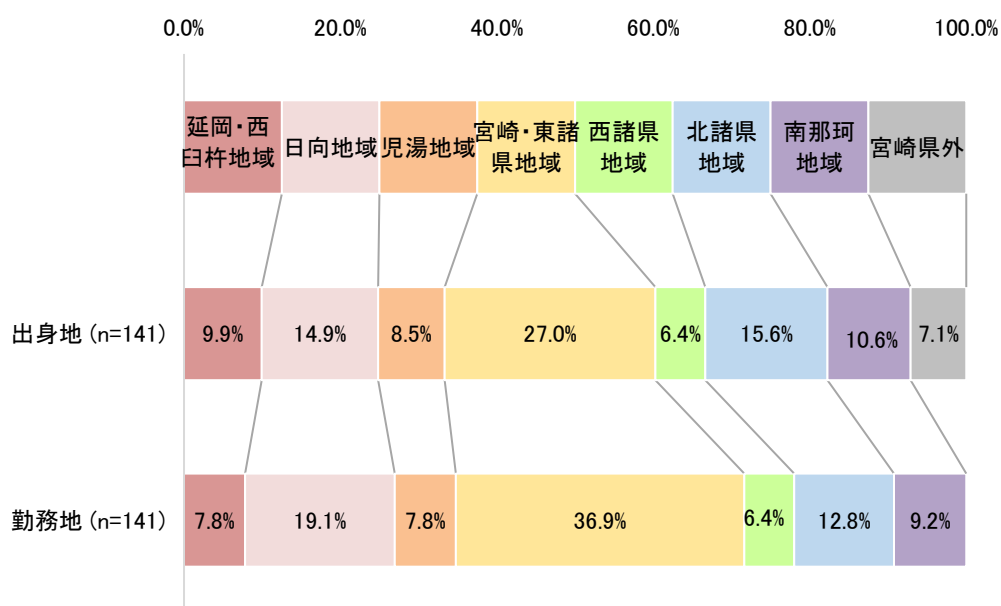 0.0% 20.0% 40.0% 60.0% 80.0% 100.0%
延岡・西臼杵地域 日向地域 児湯地域 宮崎・東諸県地域 西諸県地域 北諸県地域 南那珂地域 宮崎県外
出身地(n=141) 9.9% 14.9% 8.5% 27.0% 6.4% 15.6% 10.6% 7.1%
勤務地(n=141) 7.8% 19.1% 7.8% 36.9% 6.4% 12.8% 9.2%